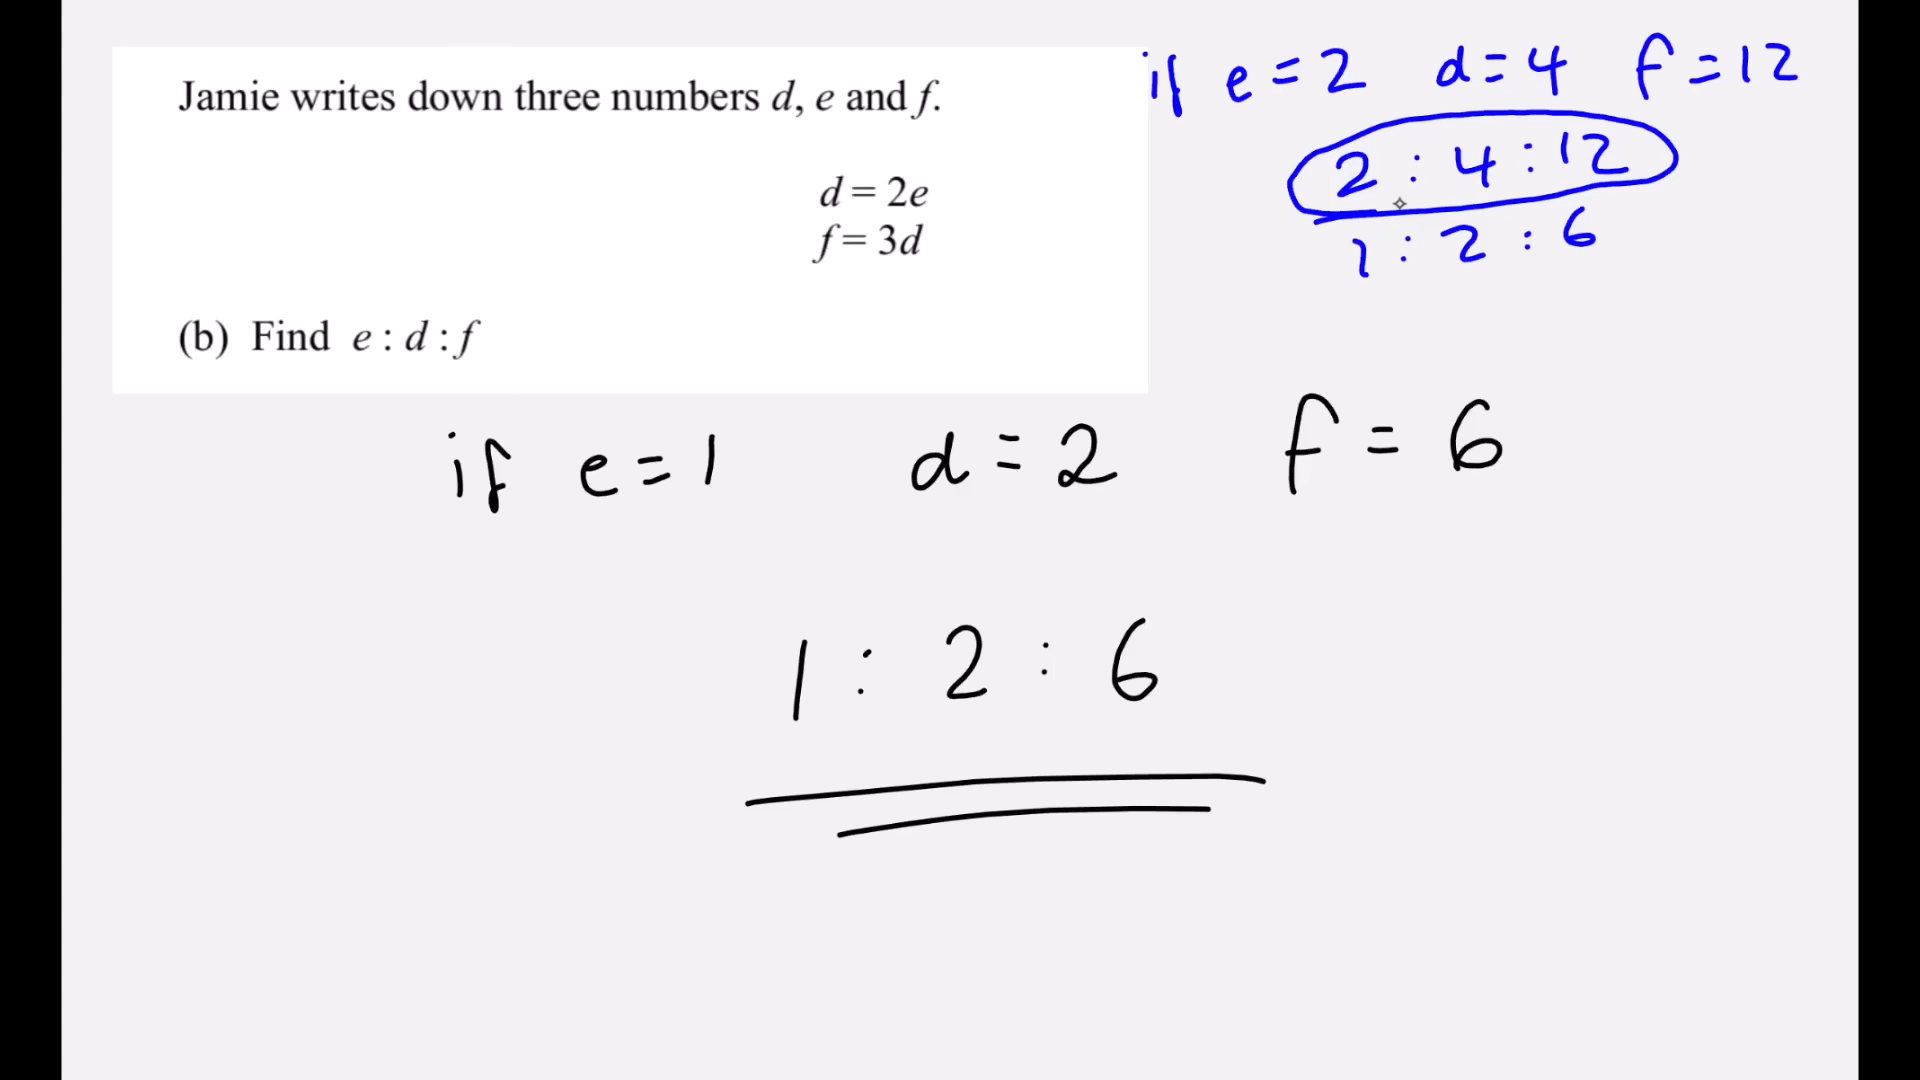 Jamie writes down three numbers d, e and f.
d = 2e
f = 3d
(b) Find e : d : f
if e = 2 d = 4 f = 12
2 : 4 : 12
1 : 2 : 6
if e = 1 d = 2 f = 6
1 : 2 : 6